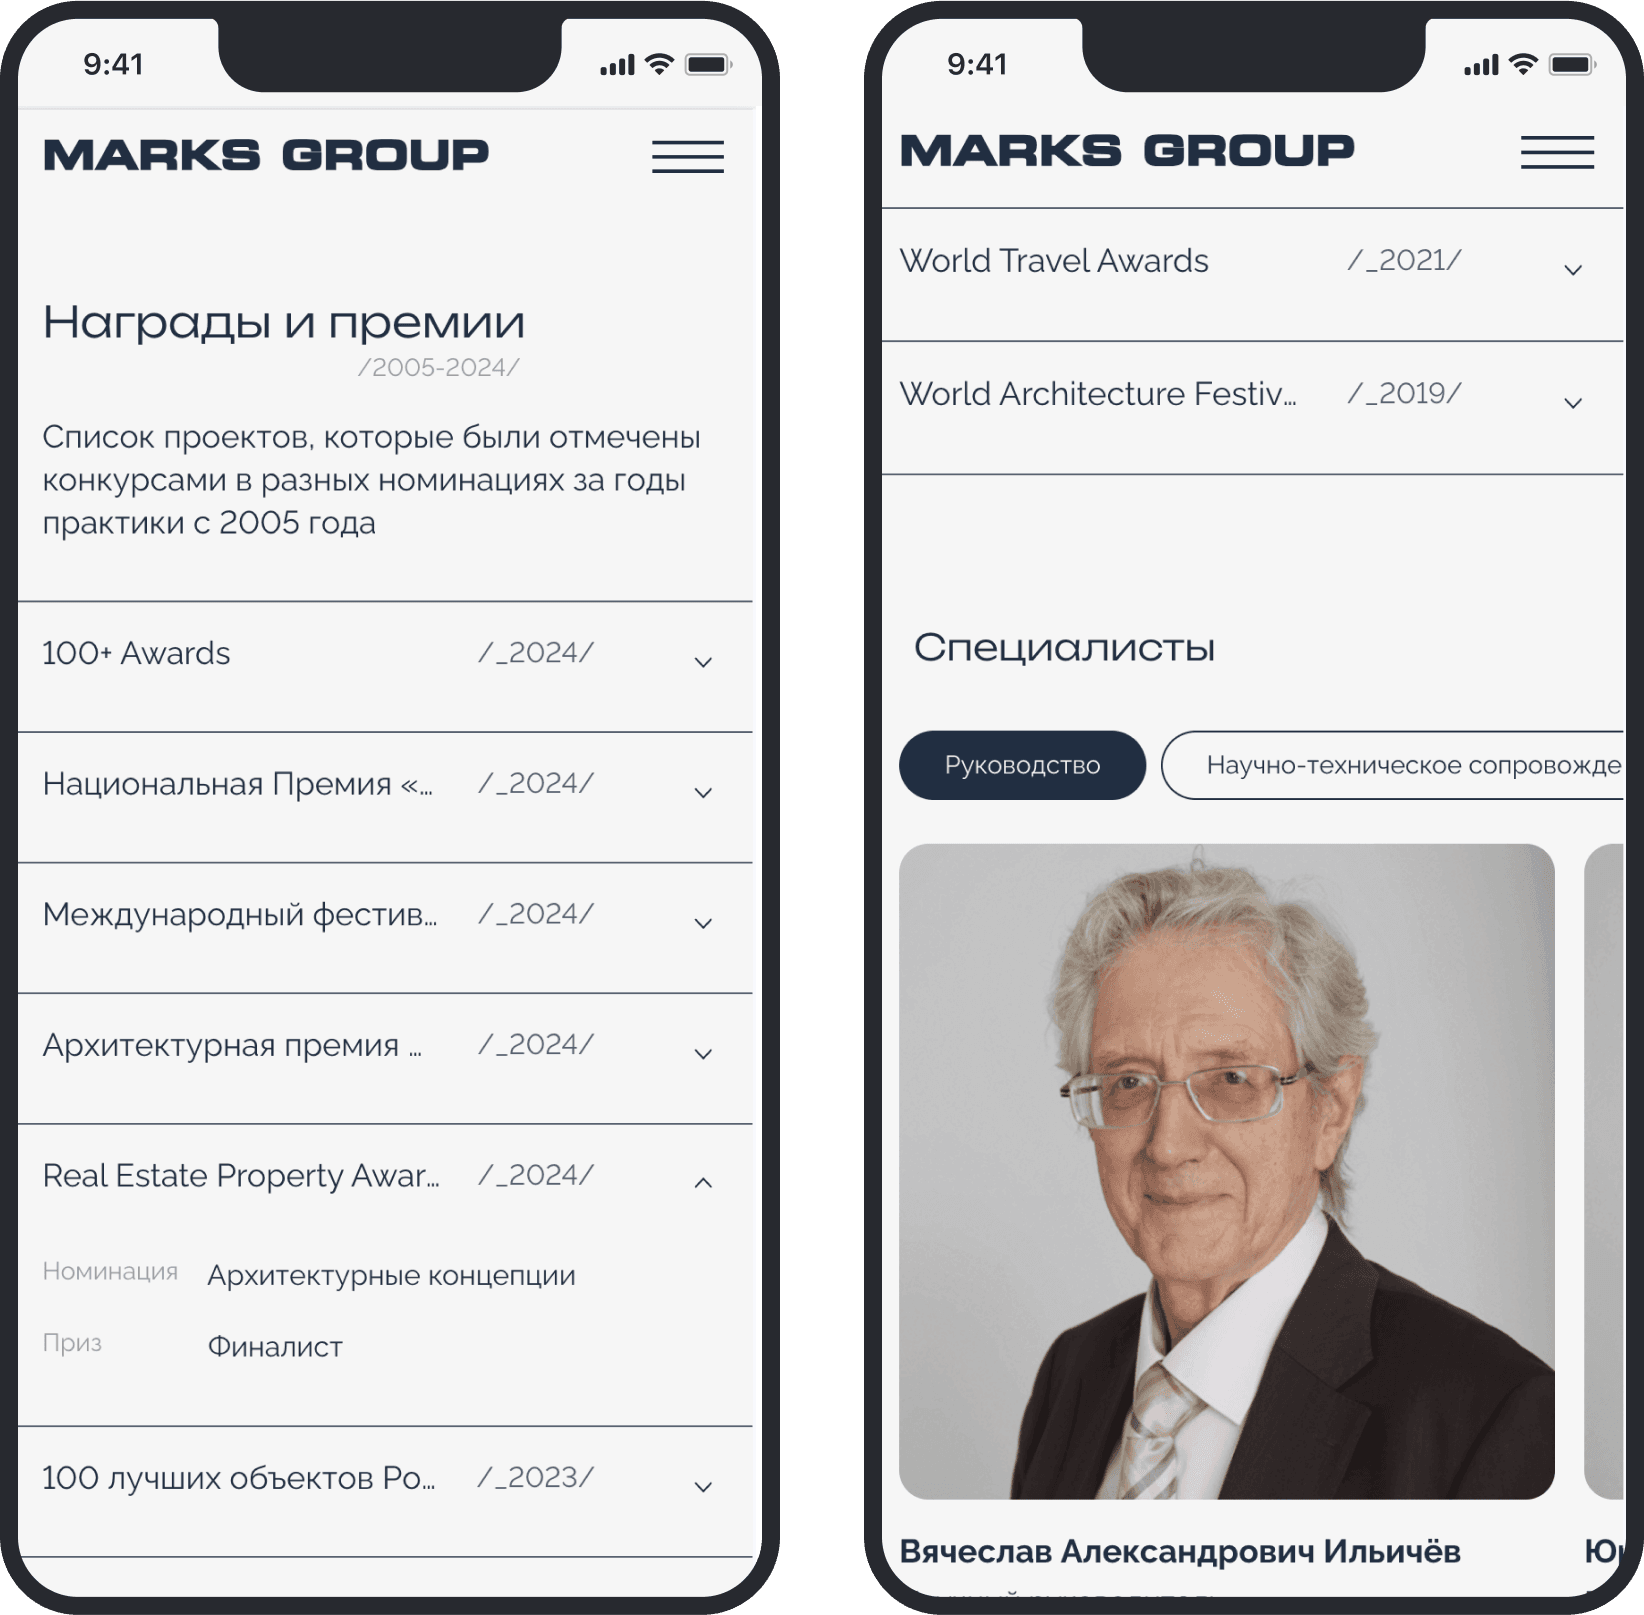 9:41
MARKS GROUP
Награды и премии
/2005-2024/
Список проектов, которые были отмечены
конкурсами в разных номинациях за годы
практики с 2005 года
100+ Awards /_2024/
Национальная Премия «... /_2024/
Международный фестив... /_2024/
Архитектурная премия ... /_2024/
Real Estate Property Awar... /_2024/
Номинация Архитектурные концепции
Приз Финалист
100 лучших объектов Ро... /_2023/
9:41
MARKS GROUP
World Travel Awards /_2021/
World Architecture Festiv... /_2019/
Специалисты
Руководство Научно-техническое сопровожде
Вячеслав Александрович Ильичёв